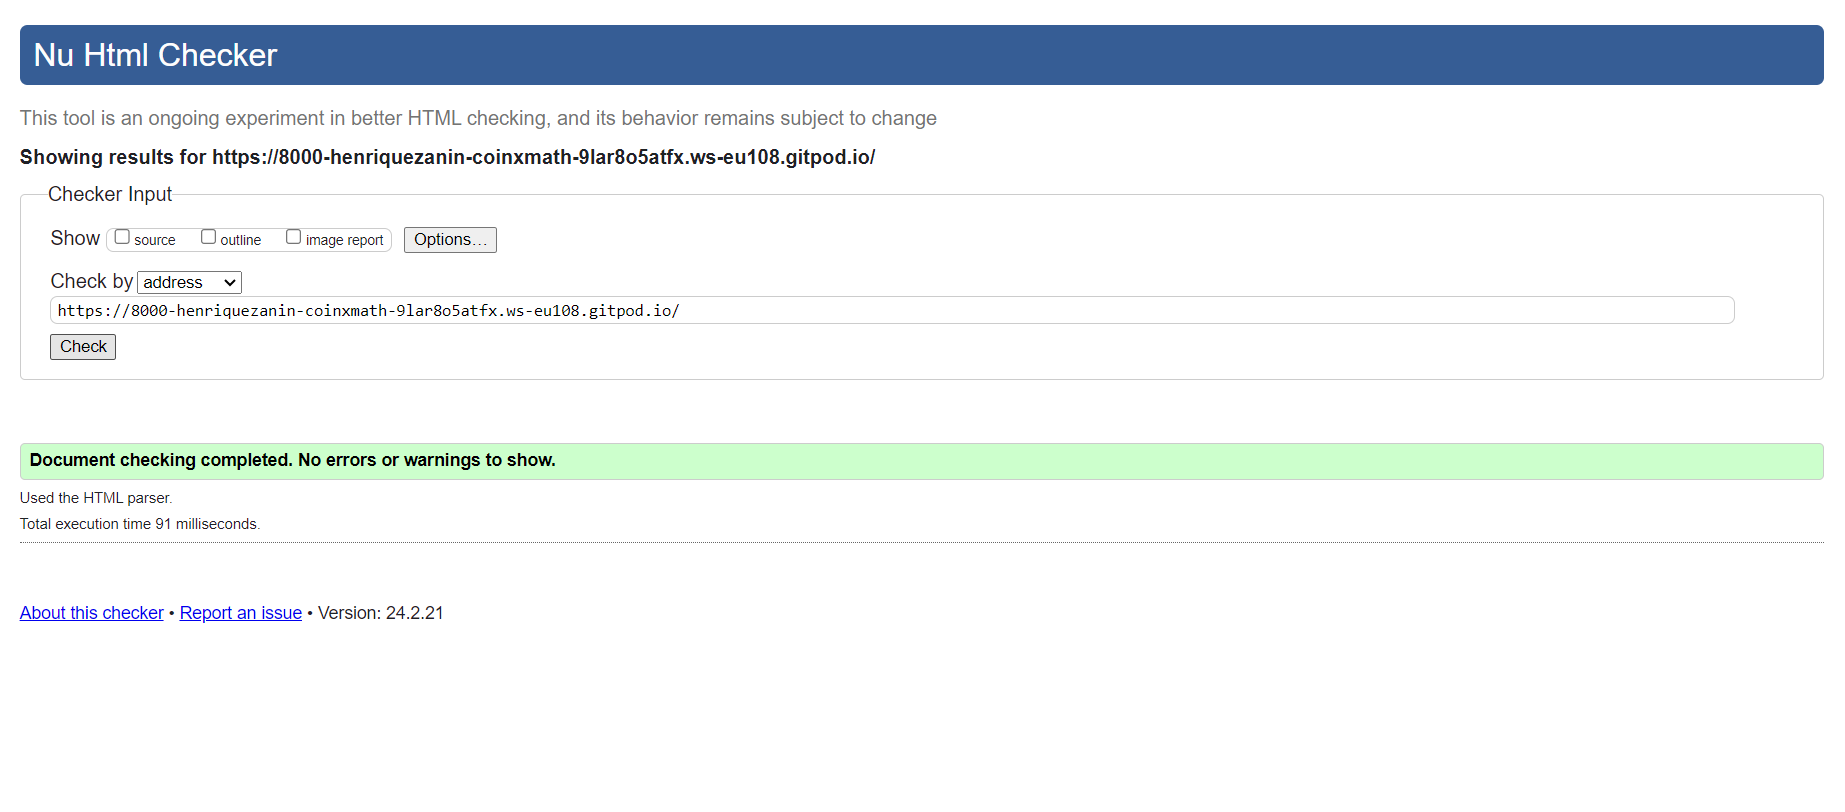 Nu Html Checker
This tool is an ongoing experiment in better HTML checking, and its behavior remains subject to change
Showing results for https://8000-henriquezanin-coinxmath-9lar8o5atfx.ws-eu108.gitpod.io/
Checker Input
Show source outline image report Options…
Check by address
https://8000-henriquezanin-coinxmath-9lar8o5atfx.ws-eu108.gitpod.io/
Check
Document checking completed. No errors or warnings to show.
Used the HTML parser.
Total execution time 91 milliseconds.
About this checker • Report an issue • Version: 24.2.21